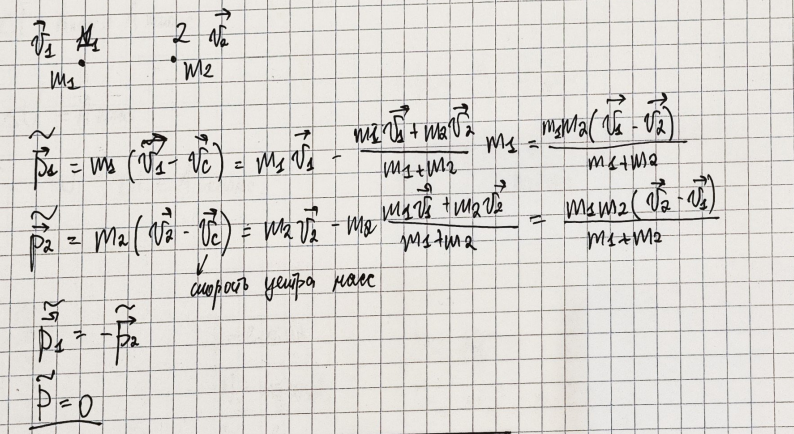 v⃗₁ 1 2 v⃗₂
m₁ m₂
p̃⃗₁ = m₁ (v⃗₁ - v⃗c) = m₁ v⃗₁ - (m₁v⃗₁ + m₂v⃗₂)/(m₁+m₂) m₁ = m₁m₂(v⃗₁ - v⃗₂)/(m₁+m₂)
p̃⃗₂ = m₂ (v⃗₂ - v⃗c) = m₂ v⃗₂ - m₂ (m₁v⃗₁ + m₂v⃗₂)/(m₁+m₂) = m₁m₂(v⃗₂ - v⃗₁)/(m₁+m₂)
скорость центра масс
p̃⃗₁ = - p̃⃗₂
p̃ = 0